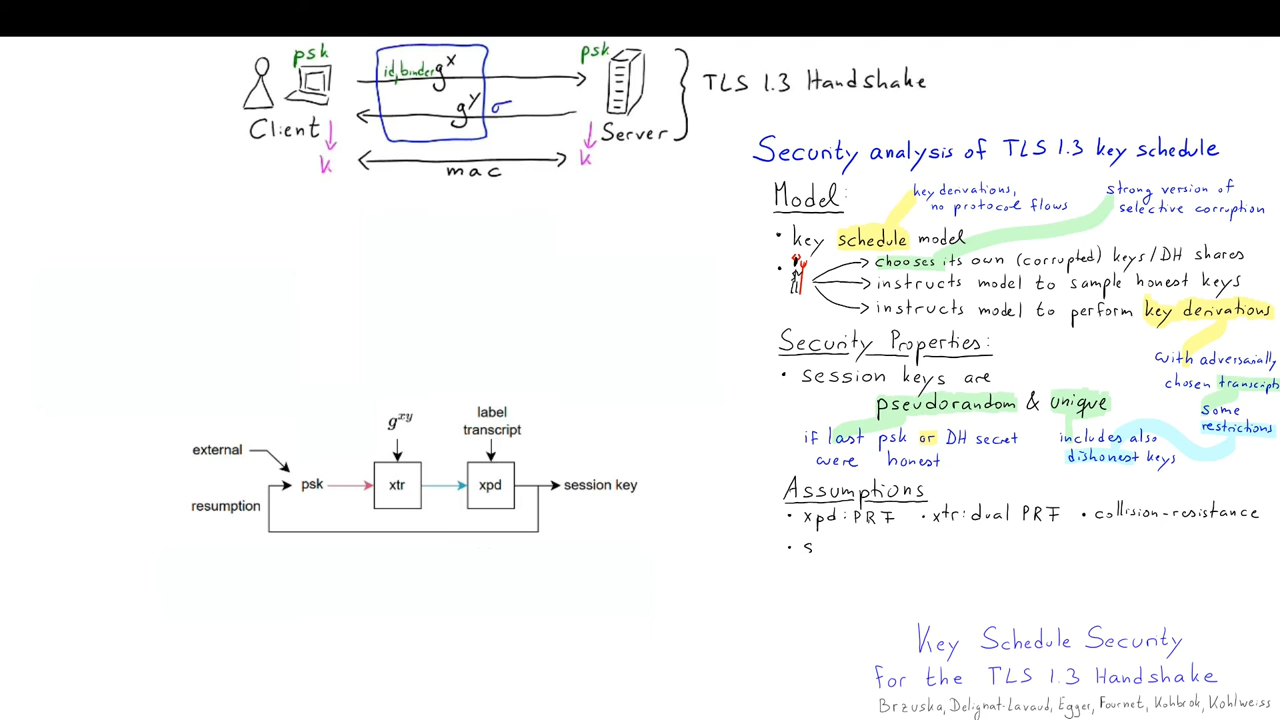 psk
psk
id, binder g^x
g^y σ
TLS 1.3 Handshake
Client
Server
k
k
mac
Security analysis of TLS 1.3 key schedule
Model:
key derivations,
no protocol flows
strong version of
selective corruption
• key schedule model
• chooses its own (corrupted) keys/DH shares
instructs model to sample honest keys
instructs model to perform key derivations
with adversarially
chosen transcripts
some
restrictions
Security Properties:
• session keys are
pseudorandom & unique
if last psk or DH secret
were honest
includes also
dishonest keys
Assumptions
• xpd: PRF • xtr: dual PRF • collision-resistance
• s
g^xy
label
transcript
external
psk
xtr
xpd
session key
resumption
Key Schedule Security
for the TLS 1.3 Handshake
Brzuska, Delignat-Lavaud, Egger, Fournet, Kohbrok, Kohlweiss